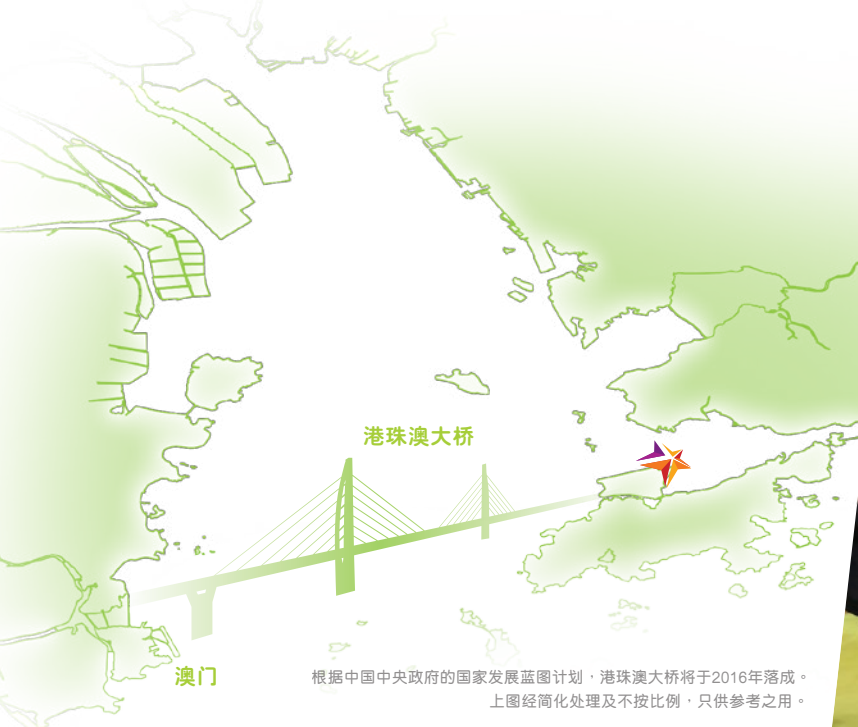 港珠澳大桥
澳门
根据中国中央政府的国家发展蓝图计划，港珠澳大桥将于2016年落成。
上图经简化处理及不按比例，只供参考之用。